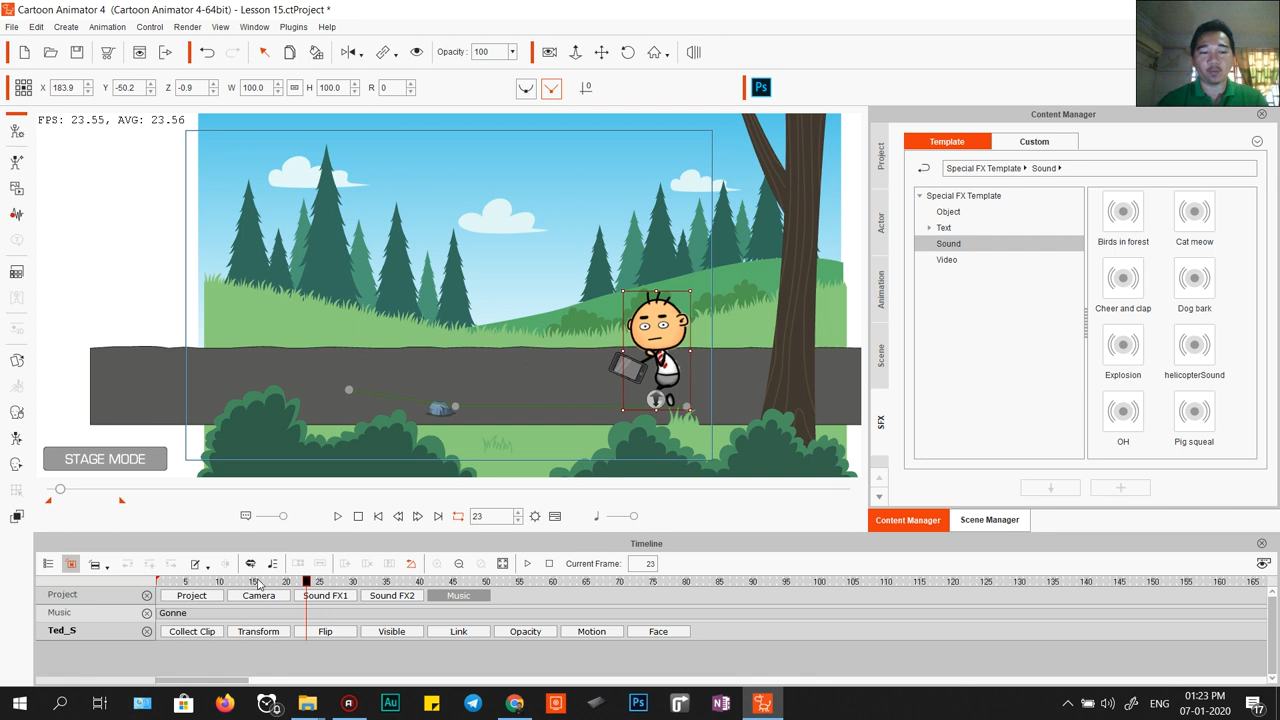 Cartoon Animator 4 (Cartoon Animator 4-64bit) - Lesson 15.ctProject *
File Edit Create Animation Control Render View Window Plugins Help
Opacity : 100
X 183.9 Y -50.2 Z -0.9 W 100.0 H 100.0 R 0
Ps
FPS: 23.55, AVG: 23.56
STAGE MODE
23
Content Manager
Template Custom
Special FX Template Sound
Project
Actor
Animation
Scene
SFX
Special FX Template
Object
Text
Sound
Video
Birds in forest Cat meow
Cheer and clap Dog bark
Explosion helicopterSound
OH Pig squeal
Content Manager Scene Manager
Timeline
Current Frame: 23
5 10 15 20 25 30 35 40 45 50 55 60 65 70 75 80 85 90 95 100 105 110 115 120 125 130 135 140 145 150 155 160 165
Project Project Camera Sound FX1 Sound FX2 Music
Music Gonne
Ted_S Collect Clip Transform Flip Visible Link Opacity Motion Face
Au Ps ENG 01:23 PM
07-01-2020 17